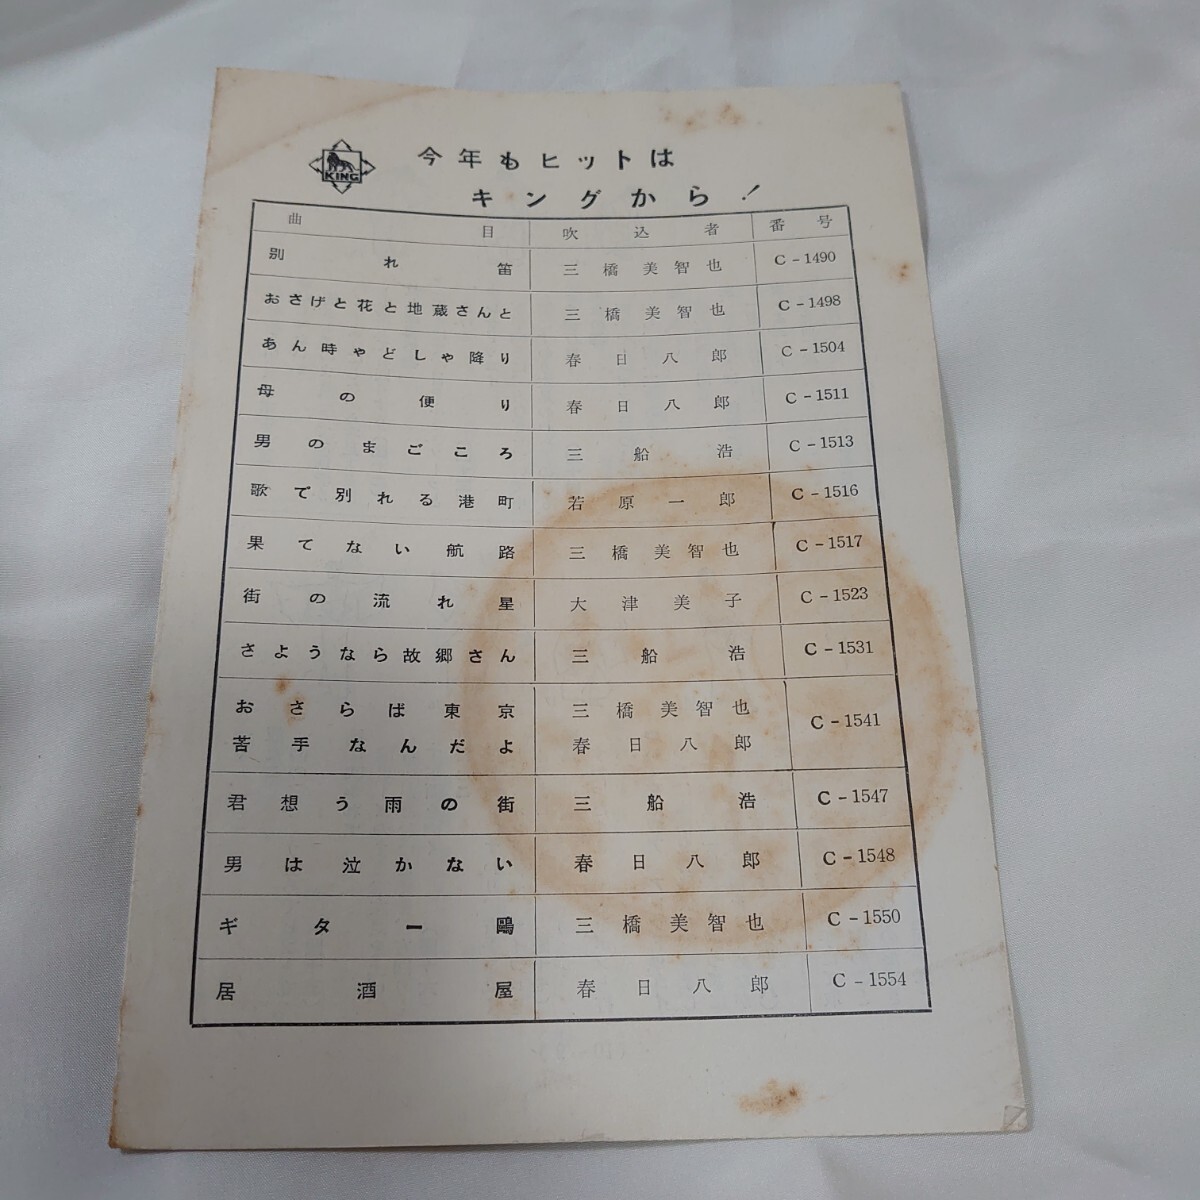 KING
今年もヒットは
キングから！
曲目 吹込者 番号
別れ笛 三橋美智也 C-1490
おさげと花と地蔵さんと 三橋美智也 C-1498
あん時ゃどしゃ降り 春日八郎 C-1504
母の便り 春日八郎 C-1511
男のまごころ 三船浩 C-1513
歌で別れる港町 若原一郎 C-1516
果てない航路 三橋美智也 C-1517
街の流れ星 大津美子 C-1523
さようなら故郷さん 三船浩 C-1531
おさらば東京 三橋美智也 C-1541
苦手なんだよ 春日八郎
君想う雨の街 三船浩 C-1547
男は泣かない 春日八郎 C-1548
ギター鷗 三橋美智也 C-1550
居酒屋 春日八郎 C-1554